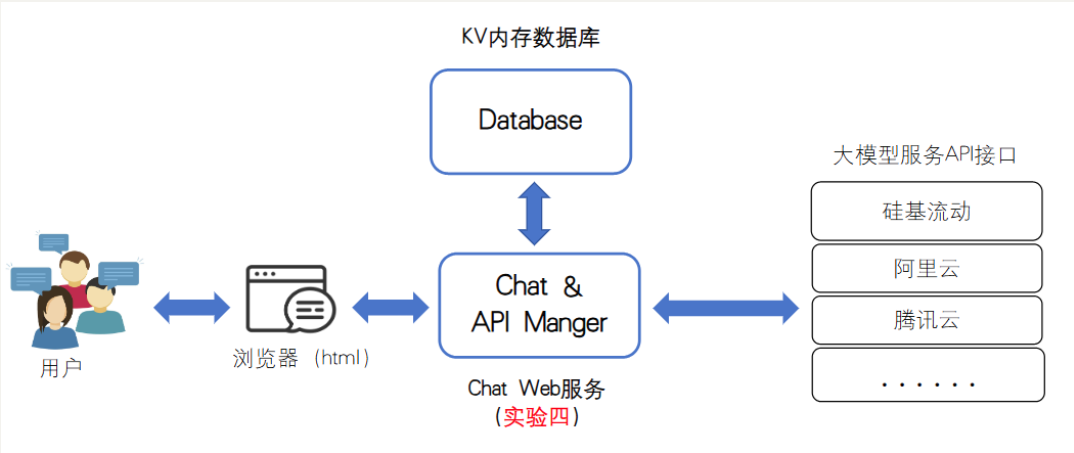 KV内存数据库
Database
大模型服务API接口
硅基流动
阿里云
腾讯云
......
Chat &
API Manger
用户
浏览器（html）
Chat Web服务
（实验四）